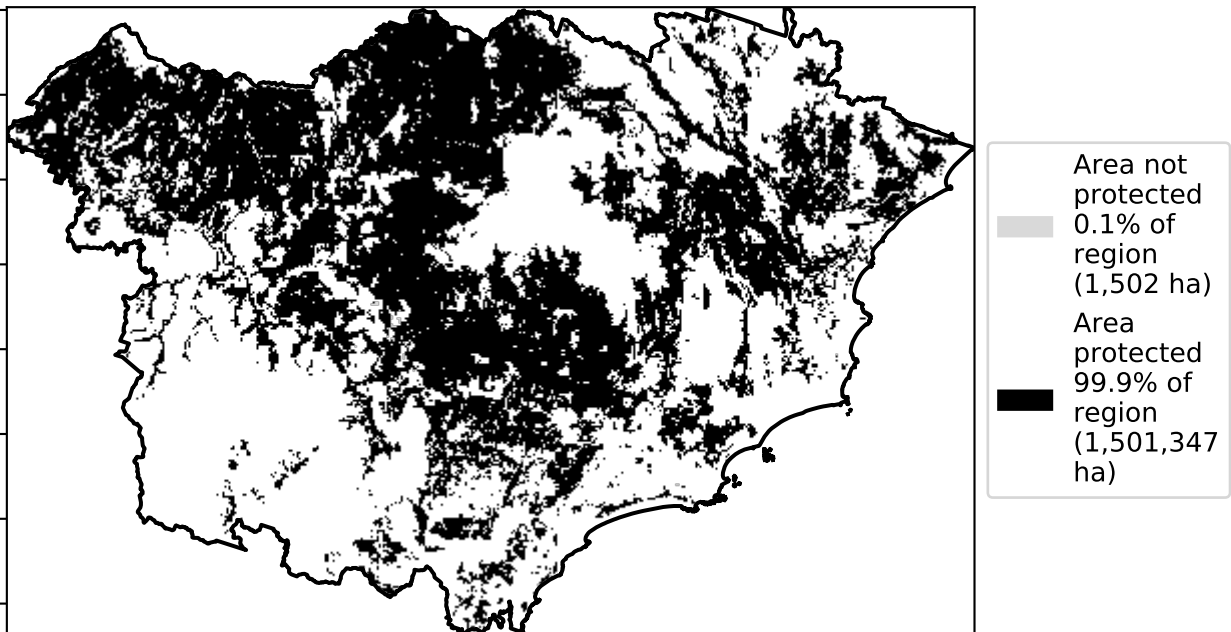 Area not
protected
0.1% of
region
(1,502 ha)
Area
protected
99.9% of
region
(1,501,347
ha)